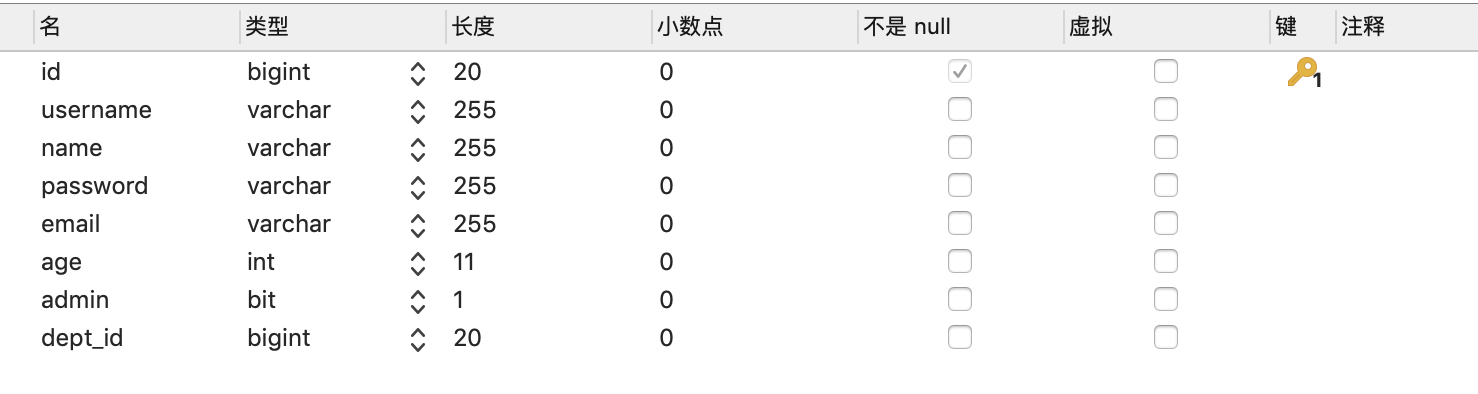 名 类型 长度 小数点 不是 null 虚拟 键 注释
id bigint 20 0 1
username varchar 255 0
name varchar 255 0
password varchar 255 0
email varchar 255 0
age int 11 0
admin bit 1 0
dept_id bigint 20 0